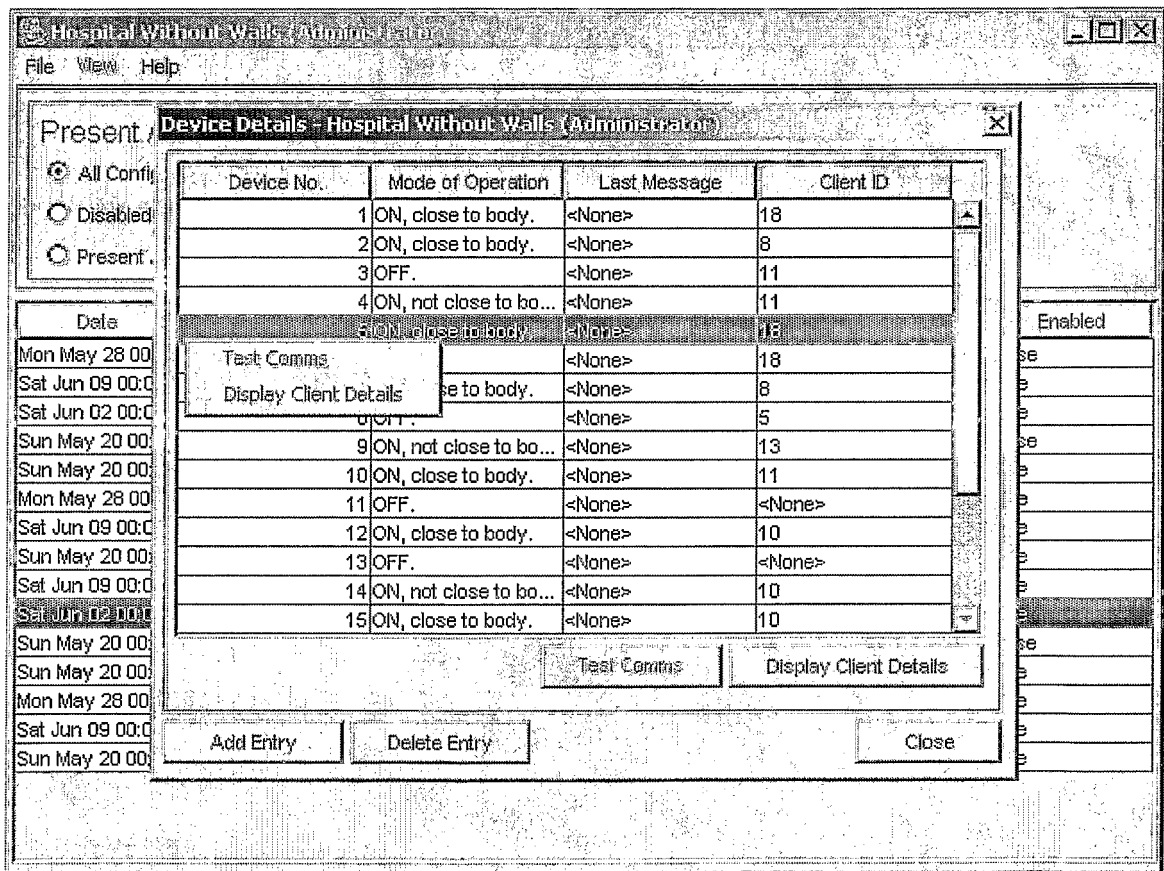 Hospital Without Walls (Administrator)
File View Help
Present
All Config
Disabled
Present
Device Details - Hospital Without Walls (Administrator)
Device No. Mode of Operation Last Message Client ID
1 ON, close to body. <None> 18
2 ON, close to body. <None> 8
3 OFF. <None> 11
4 ON, not close to bo... <None> 11
5 ON, close to body. <None> 18
<None> 18
se to body. <None> 8
OFF. <None> 5
9 ON, not close to bo... <None> 13
10 ON, close to body. <None> 11
11 OFF. <None> <None>
12 ON, close to body. <None> 10
13 OFF. <None> <None>
14 ON, not close to bo... <None> 10
15 ON, close to body. <None> 10
Test Comms
Display Client Details
Test Comms Display Client Details
Add Entry Delete Entry Close
Date Enabled
Mon May 28 00 se
Sat Jun 09 00:0 e
Sat Jun 02 00:0 e
Sun May 20 00: se
Sun May 20 00: e
Mon May 28 00 e
Sat Jun 09 00:0 e
Sun May 20 00: e
Sat Jun 09 00:0 e
Sat Jun 02 00:0 e
Sun May 20 00: se
Sun May 20 00: e
Mon May 28 00 e
Sat Jun 09 00:0 e
Sun May 20 00: e